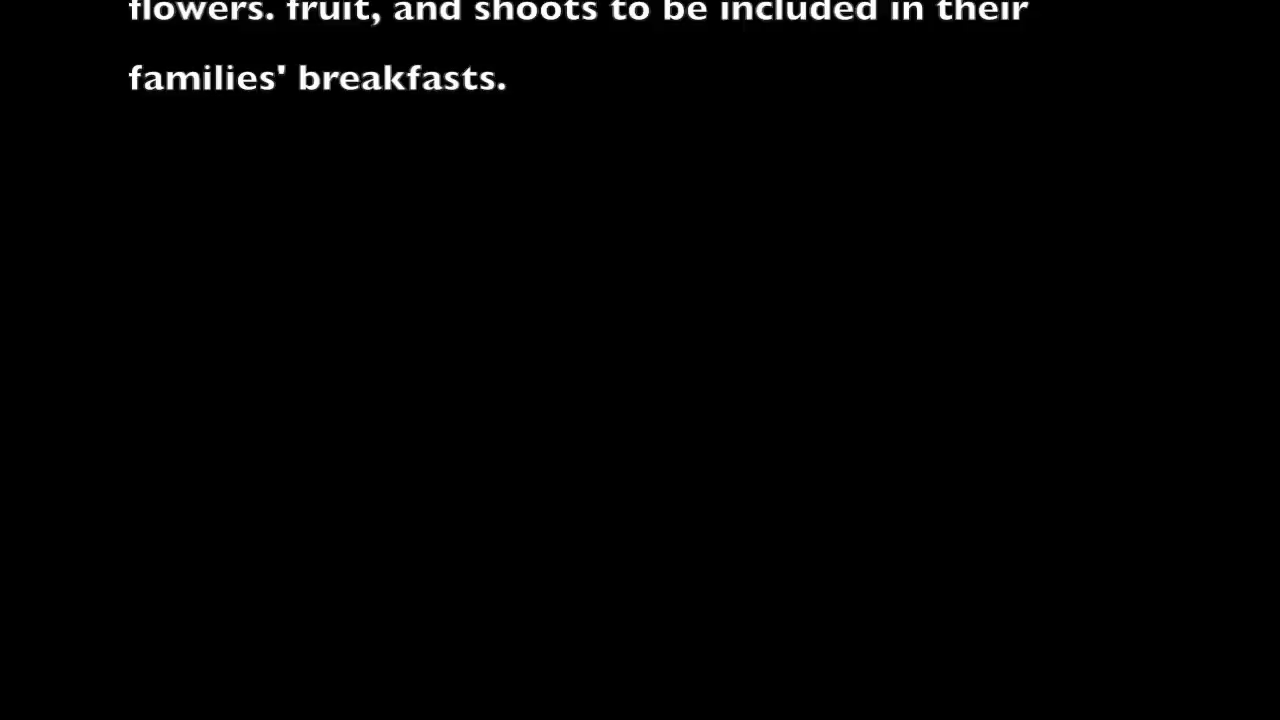 flowers. fruit, and shoots to be included in their
families' breakfasts.